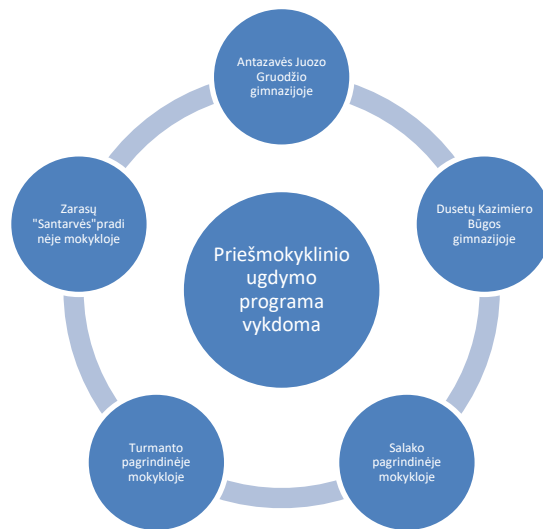 Antazavės Juozo
Gruodžio
gimnazijoje
Zarasų
"Santarvės"pradi
nėje mokykloje
Dusetų Kazimiero
Būgos
gimnazijoje
Priešmokyklinio
ugdymo
programa
vykdoma
Turmanto
pagrindinėje
mokykloje
Salako
pagrindinėje
mokykloje